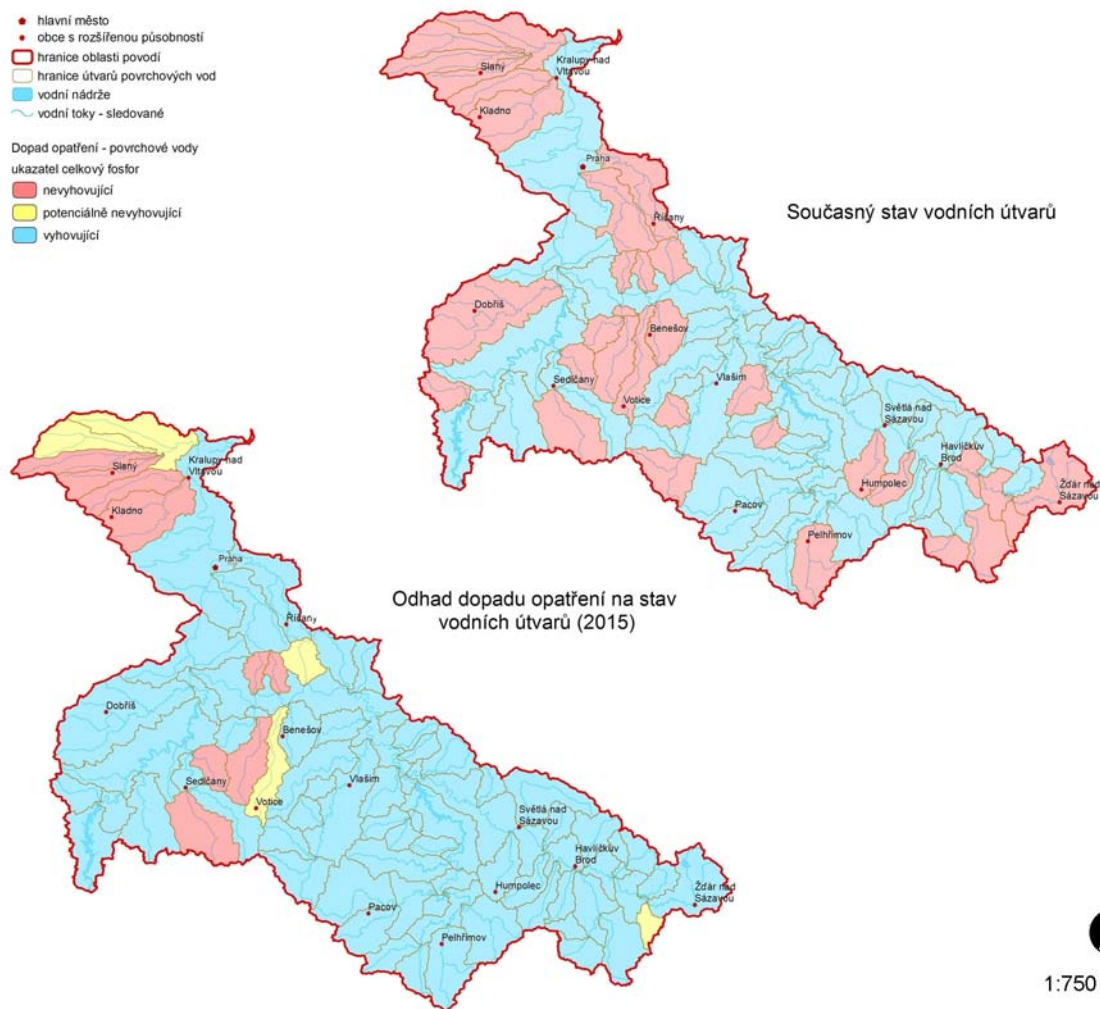 hlavní město
obce s rozšířenou působností
hranice oblasti povodí
hranice útvarů povrchových vod
vodní nádrže
vodní toky - sledované
Dopad opatření - povrchové vody
ukazatel celkový fosfor
nevyhovující
potenciálně nevyhovující
vyhovující
Současný stav vodních útvarů
Slaný
Kralupy nad
Vltavou
Kladno
Praha
Říšany
Dobříš
Benešov
Sedlčany
Vlašim
Votice
Světlá nad
Sázavou
Havlíčkův
Brod
Humpolec
Žďár nad
Sázavou
Pacov
Pelhřimov
Odhad dopadu opatření na stav
vodních útvarů (2015)
Slaný
Kralupy nad
Vltavou
Kladno
Praha
Říšany
Dobříš
Benešov
Sedlčany
Vlašim
Votice
Světlá nad
Sázavou
Havlíčkův
Brod
Humpolec
Žďár nad
Sázavou
Pacov
Pelhřimov
1:750